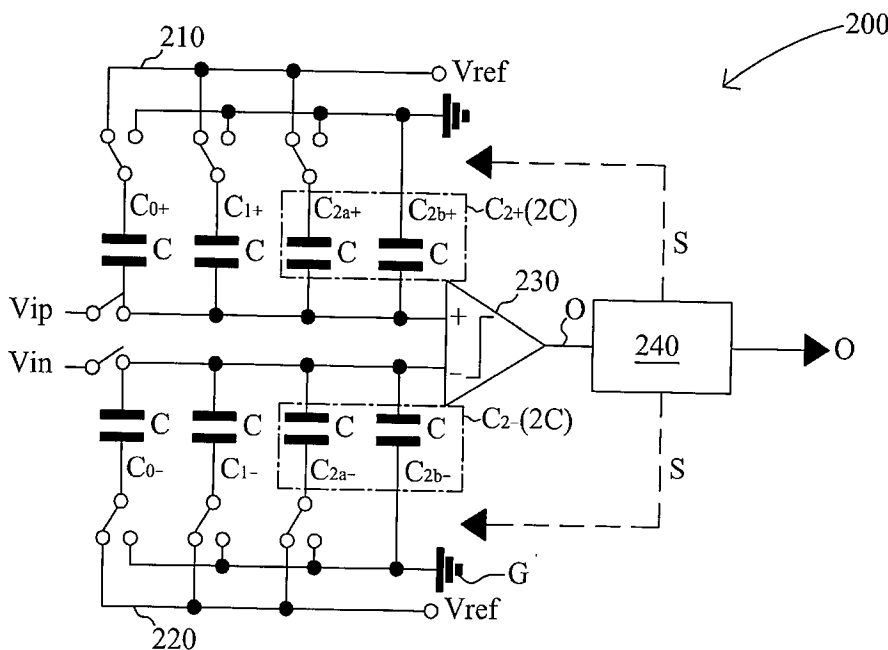 210
200
Vref
C0+
C1+
C2a+
C2b+
C2+(2C)
C
C
C
C
S
Vip
230
+
O
240
O
Vin
−
C
C
C
C
C2−(2C)
C0−
C1−
C2a−
C2b−
S
G
Vref
220